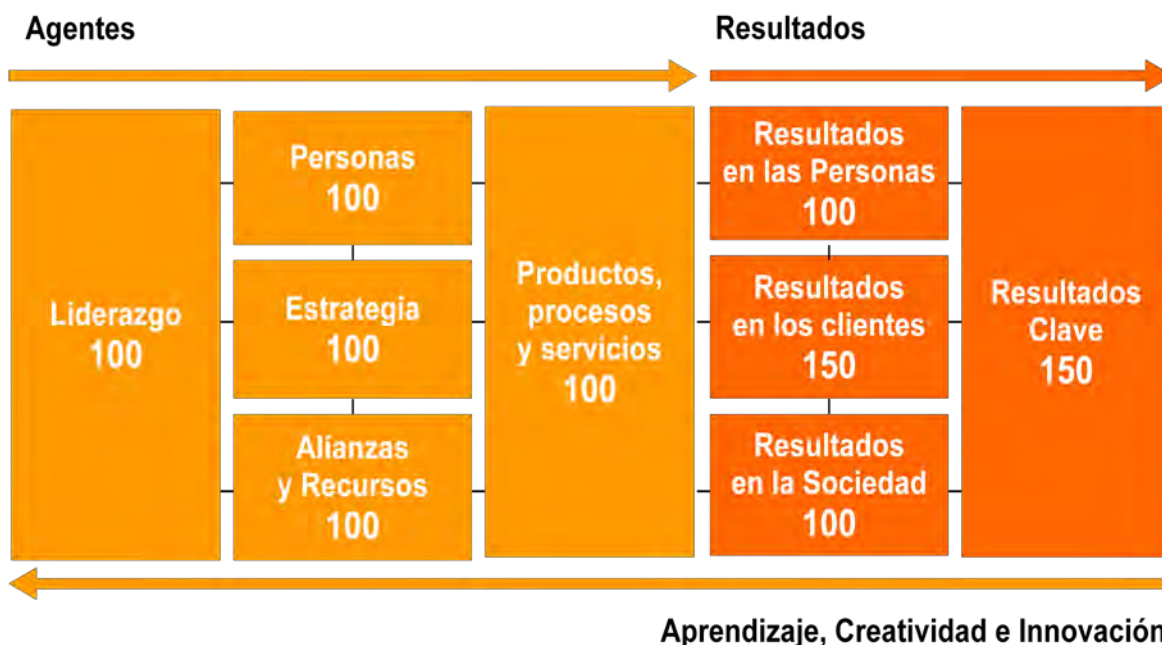 Agentes
Resultados
Liderazgo
100
Personas
100
Estrategia
100
Alíanzas
y Recursos
100
Productos,
procesos
y servicios
100
Resultados
en las Personas
100
Resultados
en los clientes
150
Resultados
en la Sociedad
100
Resultados
Clave
150
Aprendizaje, Creatividad e Innovación